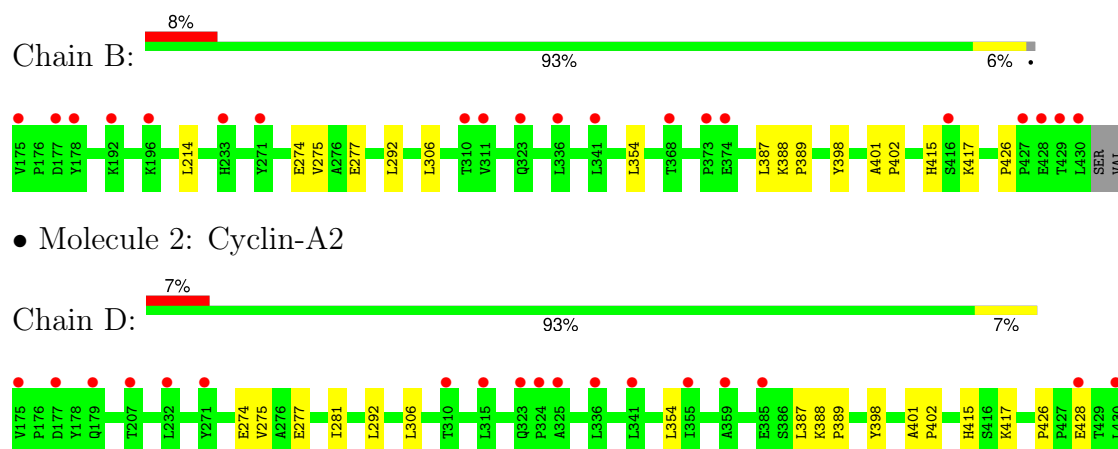 8%
Chain B:
93%
6%
•
V175 P176 D177 Y178 K192 K196 L214 H233 Y271 E274 V275 A276 E277 L292 L306 T310 V311 Q323 L336 L341 L354 T368 P373 E374 L387 K388 P389 Y398 A401 P402 H415 S416 K417 P426 P427 E428 T429 L430 SER VAL
• Molecule 2: Cyclin-A2
7%
Chain D:
93%
7%
V175 P176 D177 Y178 Q179 T207 L232 Y271 E274 V275 A276 E277 I281 L292 L306 T310 L315 Q323 P324 A325 L336 L341 L354 I355 A359 E385 S386 L387 K388 P389 Y398 A401 P402 H415 S416 K417 P426 P427 E428 T429 L430